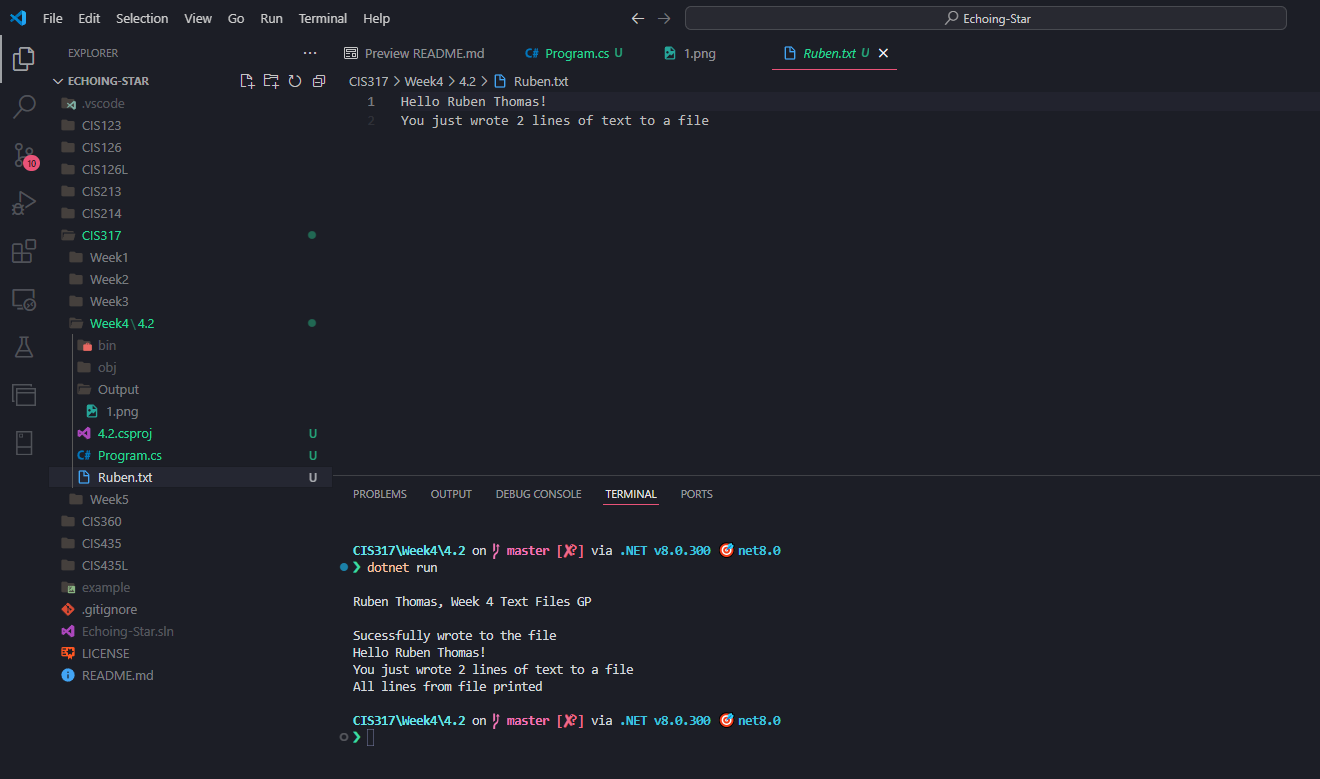 File Edit Selection View Go Run Terminal Help
Echoing-Star
EXPLORER
ECHOING-STAR
.vscode
CIS123
CIS126
CIS126L
CIS213
CIS214
CIS317
Week1
Week2
Week3
Week4\4.2
bin
obj
Output
1.png
4.2.csproj U
C# Program.cs U
Ruben.txt U
Week5
CIS360
CIS435
CIS435L
example
.gitignore
Echoing-Star.sln
LICENSE
README.md
10
Preview README.md C# Program.cs U 1.png Ruben.txt U
CIS317 > Week4 > 4.2 > Ruben.txt
1 Hello Ruben Thomas!
2 You just wrote 2 lines of text to a file
PROBLEMS OUTPUT DEBUG CONSOLE TERMINAL PORTS
CIS317\Week4\4.2 on master [✘?] via .NET v8.0.300 🎯 net8.0
❯ dotnet run
Ruben Thomas, Week 4 Text Files GP
Sucessfully wrote to the file
Hello Ruben Thomas!
You just wrote 2 lines of text to a file
All lines from file printed
CIS317\Week4\4.2 on master [✘?] via .NET v8.0.300 🎯 net8.0
❯